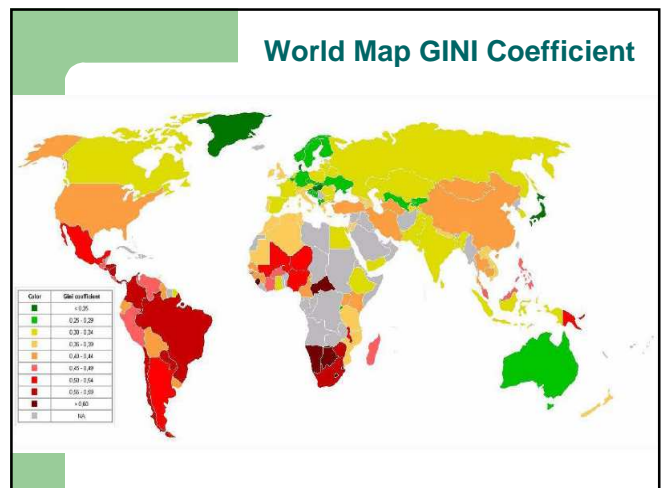 World Map GINI Coefficient
Color Gini coefficient
< 0,25
0,25 - 0,29
0,30 - 0,34
0,35 - 0,39
0,40 - 0,44
0,45 - 0,49
0,50 - 0,54
0,55 - 0,59
> 0,60
NA